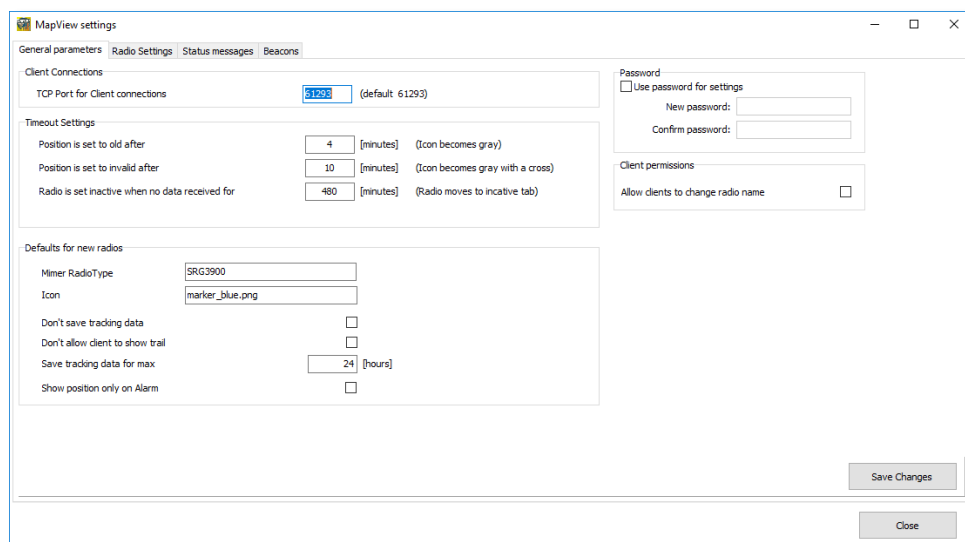 MapView settings
General parameters Radio Settings Status messages Beacons
Client Connections
TCP Port for Client connections 61293 (default 61293)
Timeout Settings
Position is set to old after 4 [minutes] (Icon becomes gray)
Position is set to invalid after 10 [minutes] (Icon becomes gray with a cross)
Radio is set inactive when no data received for 480 [minutes] (Radio moves to incative tab)
Defaults for new radios
Mimer RadioType SRG3900
Icon marker_blue.png
Don't save tracking data
Don't allow client to show trail
Save tracking data for max 24 [hours]
Show position only on Alarm
Password
Use password for settings
New password:
Confirm password:
Client permissions
Allow clients to change radio name
Save Changes
Close